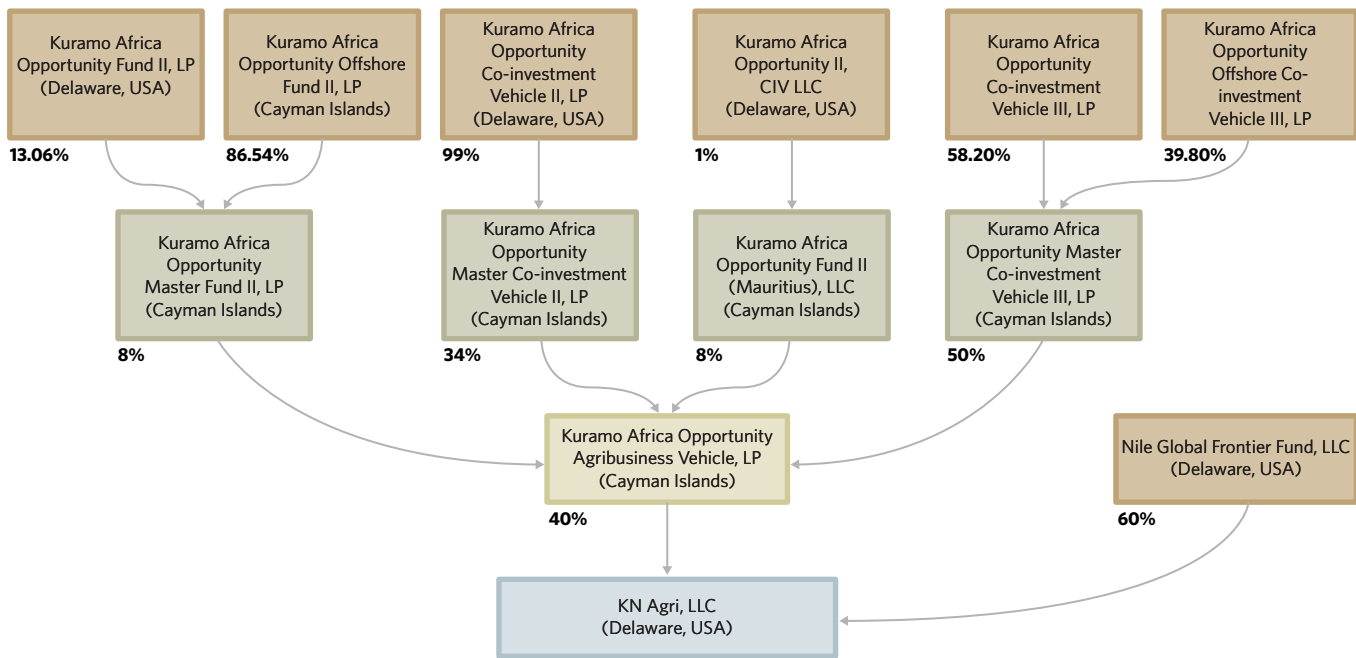 Kuramo Africa
Opportunity Fund II, LP
(Delaware, USA)
13.06%
Kuramo Africa
Opportunity Offshore
Fund II, LP
(Cayman Islands)
86.54%
Kuramo Africa
Opportunity
Co-investment
Vehicle II, LP
(Delaware, USA)
99%
Kuramo Africa
Opportunity II,
CIV LLC
(Delaware, USA)
1%
Kuramo Africa
Opportunity
Co-investment
Vehicle III, LP
58.20%
Kuramo Africa
Opportunity
Offshore Co-
investment
Vehicle III, LP
39.80%
Kuramo Africa
Opportunity
Master Fund II, LP
(Cayman Islands)
8%
Kuramo Africa
Opportunity
Master Co-investment
Vehicle II, LP
(Cayman Islands)
34%
Kuramo Africa
Opportunity Fund II
(Mauritius), LLC
(Cayman Islands)
8%
Kuramo Africa
Opportunity Master
Co-investment
Vehicle III, LP
(Cayman Islands)
50%
Kuramo Africa Opportunity
Agribusiness Vehicle, LP
(Cayman Islands)
40%
Nile Global Frontier Fund, LLC
(Delaware, USA)
60%
KN Agri, LLC
(Delaware, USA)